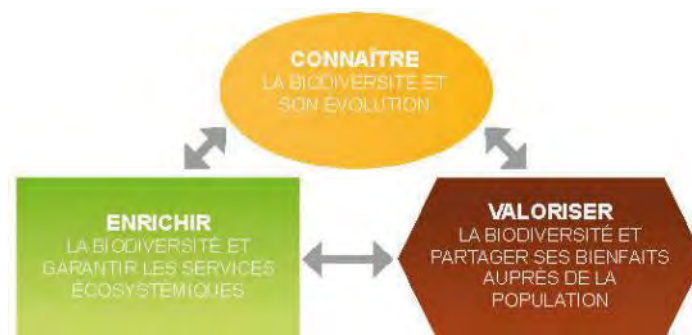 CONNAÎTRE
LA BIODIVERSITÉ ET
SON ÉVOLUTION
ENRICHIR
LA BIODIVERSITÉ ET
GARANTIR LES SERVICES
ÉCOSYSTÉMIQUES
VALORISER
LA BIODIVERSITÉ ET
PARTAGER SES BIENFAITS
AUPRÈS DE LA
POPULATION